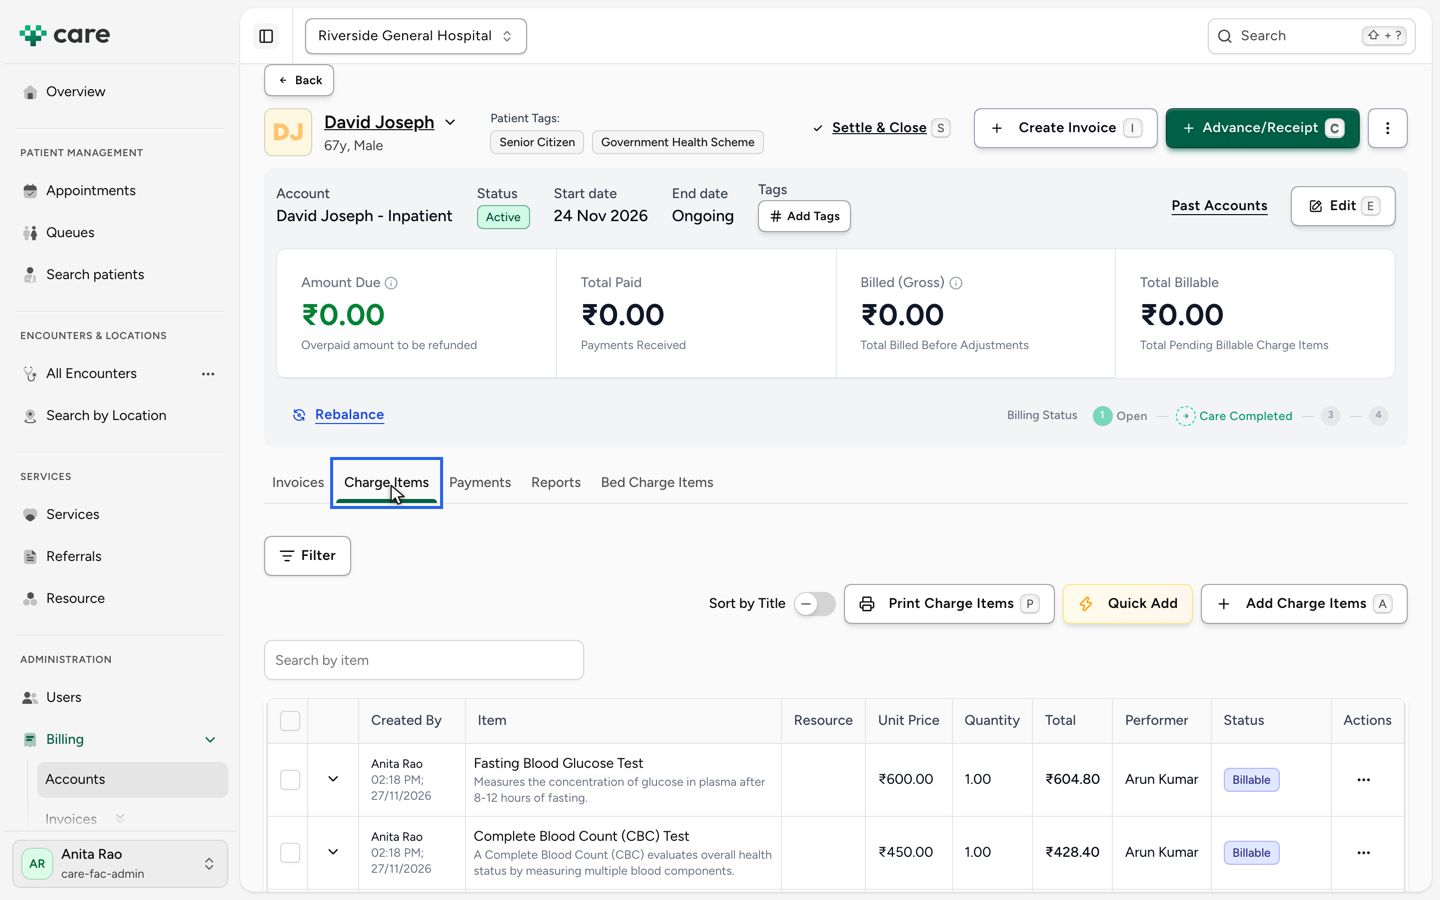 care
Riverside General Hospital
Search
+ ?
Overview
Back
PATIENT MANAGEMENT
Appointments
Queues
Search patients
ENCOUNTERS & LOCATIONS
All Encounters
Search by Location
SERVICES
Services
Referrals
Resource
ADMINISTRATION
Users
Billing
Accounts
Invoices
AR
Anita Rao
care-fac-admin
DJ
David Joseph
67y, Male
Patient Tags:
Senior Citizen
Government Health Scheme
Settle & Close S
+ Create Invoice I
+ Advance/Receipt C
Account
David Joseph - Inpatient
Status
Active
Start date
24 Nov 2026
End date
Ongoing
Tags
# Add Tags
Past Accounts
Edit E
Amount Due
₹0.00
Overpaid amount to be refunded
Total Paid
₹0.00
Payments Received
Billed (Gross)
₹0.00
Total Billed Before Adjustments
Total Billable
₹0.00
Total Pending Billable Charge Items
Rebalance
Billing Status 1 Open Care Completed 3 4
Invoices Charge Items Payments Reports Bed Charge Items
Filter
Sort by Title
Print Charge Items P
Quick Add
+ Add Charge Items A
Search by item
Created By Item Resource Unit Price Quantity Total Performer Status Actions
Anita Rao
02:18 PM;
27/11/2026
Fasting Blood Glucose Test
Measures the concentration of glucose in plasma after
8-12 hours of fasting.
₹600.00 1.00 ₹604.80 Arun Kumar Billable
Anita Rao
02:18 PM;
27/11/2026
Complete Blood Count (CBC) Test
A Complete Blood Count (CBC) evaluates overall health
status by measuring multiple blood components.
₹450.00 1.00 ₹428.40 Arun Kumar Billable